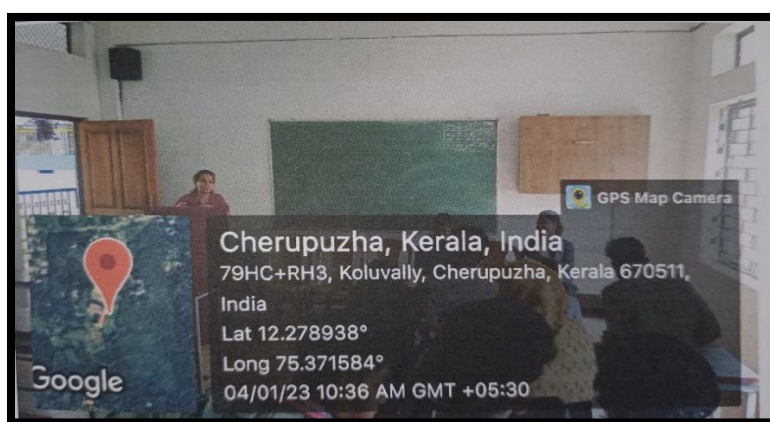 GPS Map Camera
Cherupuzha, Kerala, India
79HC+RH3, Koluvally, Cherupuzha, Kerala 670511,
India
Lat 12.278938°
Long 75.371584°
04/01/23 10:36 AM GMT +05:30
Google